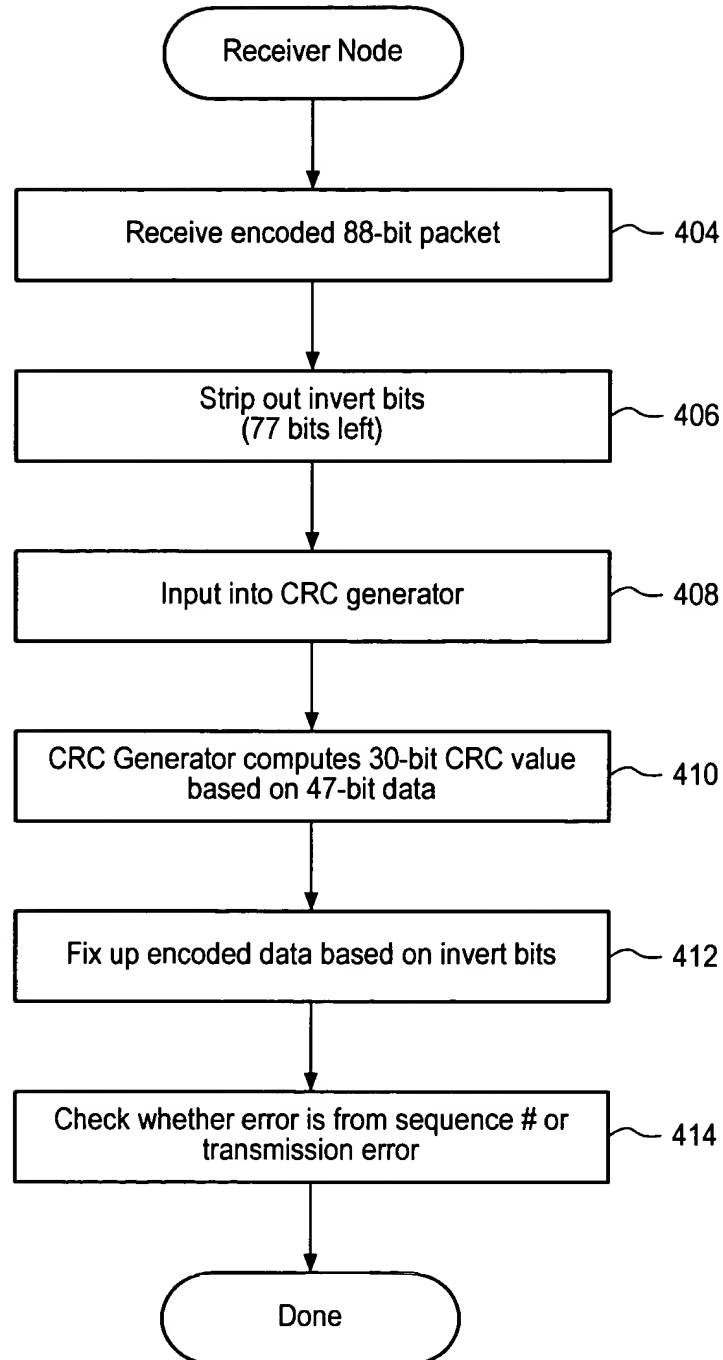 Receiver Node
Receive encoded 88-bit packet
404
Strip out invert bits
(77 bits left)
406
Input into CRC generator
408
CRC Generator computes 30-bit CRC value
based on 47-bit data
410
Fix up encoded data based on invert bits
412
Check whether error is from sequence # or
transmission error
414
Done